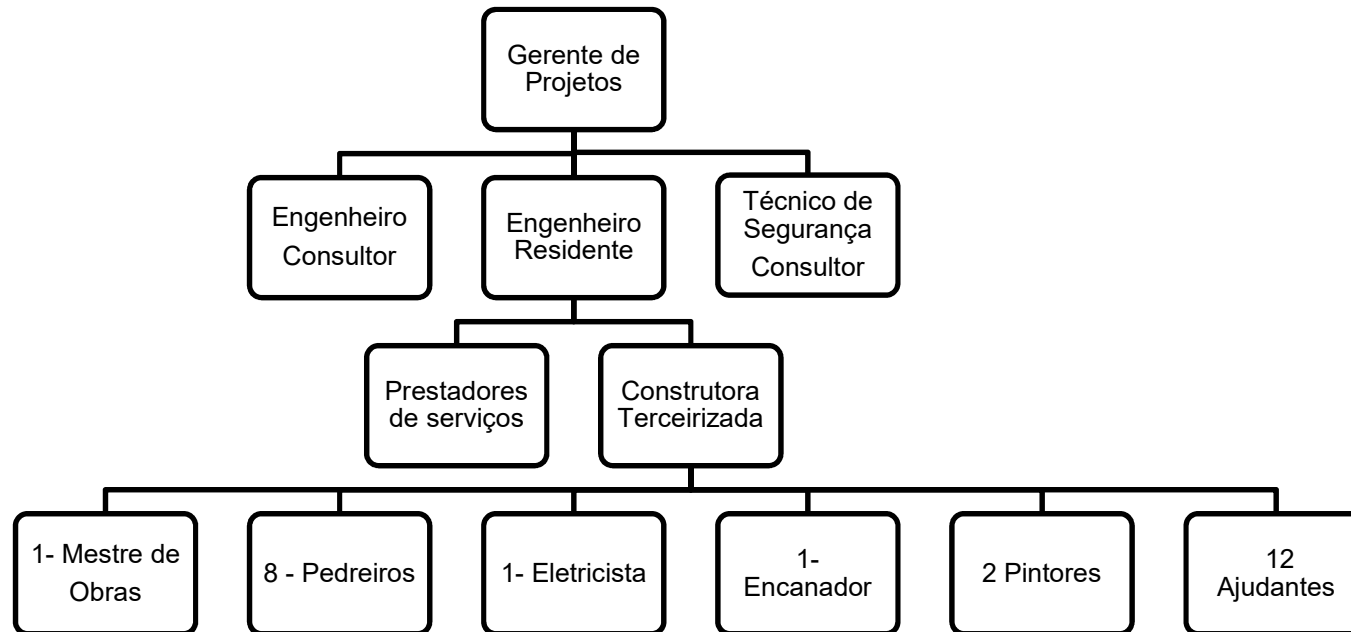 Gerente de
Projetos
Engenheiro
Consultor
Engenheiro
Residente
Técnico de
Segurança
Consultor
Prestadores
de serviços
Construtora
Terceirizada
1- Mestre de
Obras
8 - Pedreiros
1- Eletricista
1-
Encanador
2 Pintores
12
Ajudantes